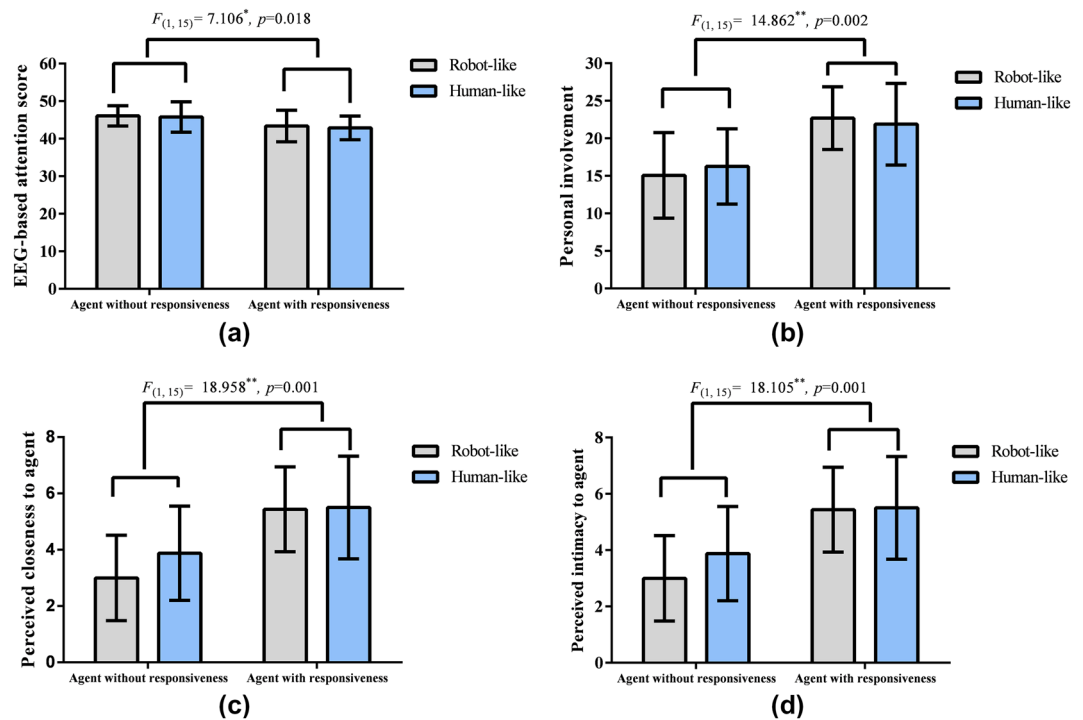 F(1, 15)= 7.106*, p=0.018
60
50
40
30
20
10
0
EEG-based attention score
Robot-like
Human-like
Agent without responsiveness
Agent with responsiveness
(a)
F(1, 15)= 14.862**, p=0.002
30
25
20
15
10
5
0
Personal involvement
Robot-like
Human-like
Agent without responsiveness
Agent with responsiveness
(b)
F(1, 15)= 18.958**, p=0.001
8
6
4
2
0
Perceived closeness to agent
Robot-like
Human-like
Agent without responsiveness
Agent with responsiveness
(c)
F(1, 15)= 18.105**, p=0.001
8
6
4
2
0
Perceived intimacy to agent
Robot-like
Human-like
Agent without responsiveness
Agent with responsiveness
(d)